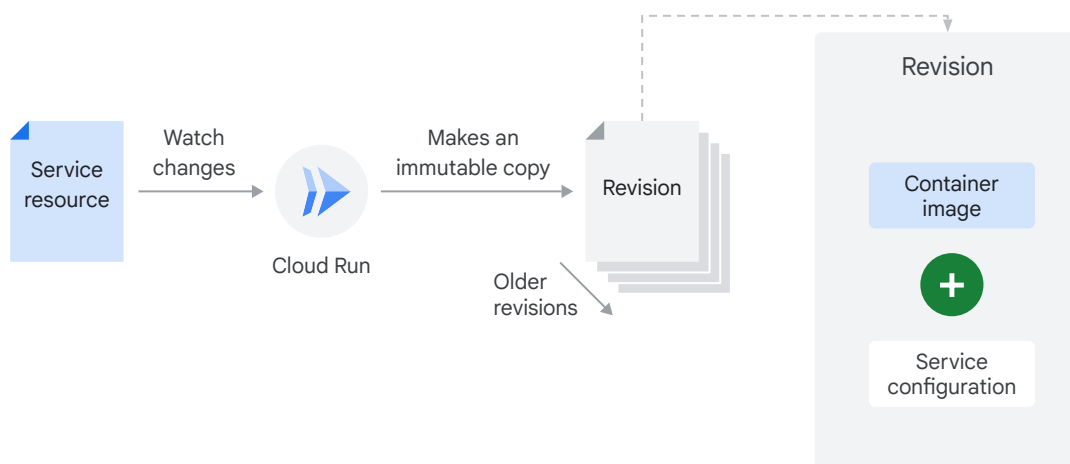 Service
resource
Watch
changes
Cloud Run
Makes an
immutable copy
Revision
Older
revisions
Revision
Container
image
+
Service
configuration